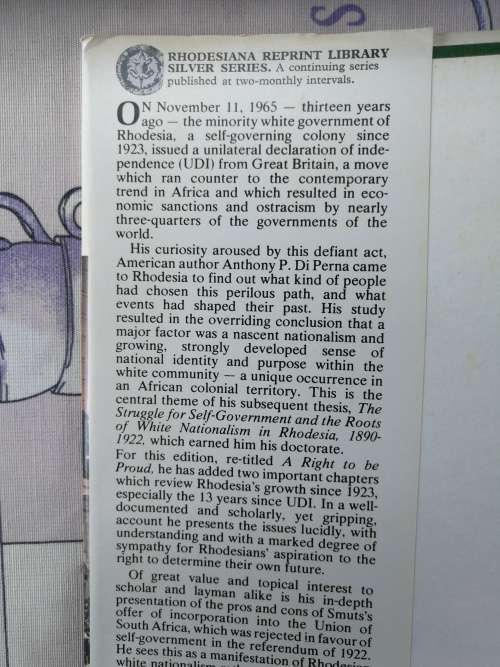 RHODESIANA REPRINT LIBRARY
SILVER SERIES. A continuing series
published at two-monthly intervals.
ON November 11, 1965 — thirteen years
ago — the minority white government of
Rhodesia, a self-governing colony since
1923, issued a unilateral declaration of inde-
pendence (UDI) from Great Britain, a move
which ran counter to the contemporary
trend in Africa and which resulted in eco-
nomic sanctions and ostracism by nearly
three-quarters of the governments of the
world.
His curiosity aroused by this defiant act,
American author Anthony P. Di Perna came
to Rhodesia to find out what kind of people
had chosen this perilous path, and what
events had shaped their past. His study
resulted in the overriding conclusion that a
major factor was a nascent nationalism and
growing, strongly developed sense of
national identity and purpose within the
white community — a unique occurrence in
an African colonial territory. This is the
central theme of his subsequent thesis, The
Struggle for Self-Government and the Roots
of White Nationalism in Rhodesia, 1890-
1922, which earned him his doctorate.
For this edition, re-titled A Right to be
Proud, he has added two important chapters
which review Rhodesia's growth since 1923,
especially the 13 years since UDI. In a well-
documented and scholarly, yet gripping,
account he presents the issues lucidly, with
understanding and with a marked degree of
sympathy for Rhodesians' aspiration to the
right to determine their own future.
Of great value and topical interest to
scholar and layman alike is his in-depth
presentation of the pros and cons of Smuts's
offer of incorporation into the Union of
South Africa, which was rejected in favour of
self-government in the referendum of 1922.
He sees this as a manifestation of Rhodesian
white nationalism